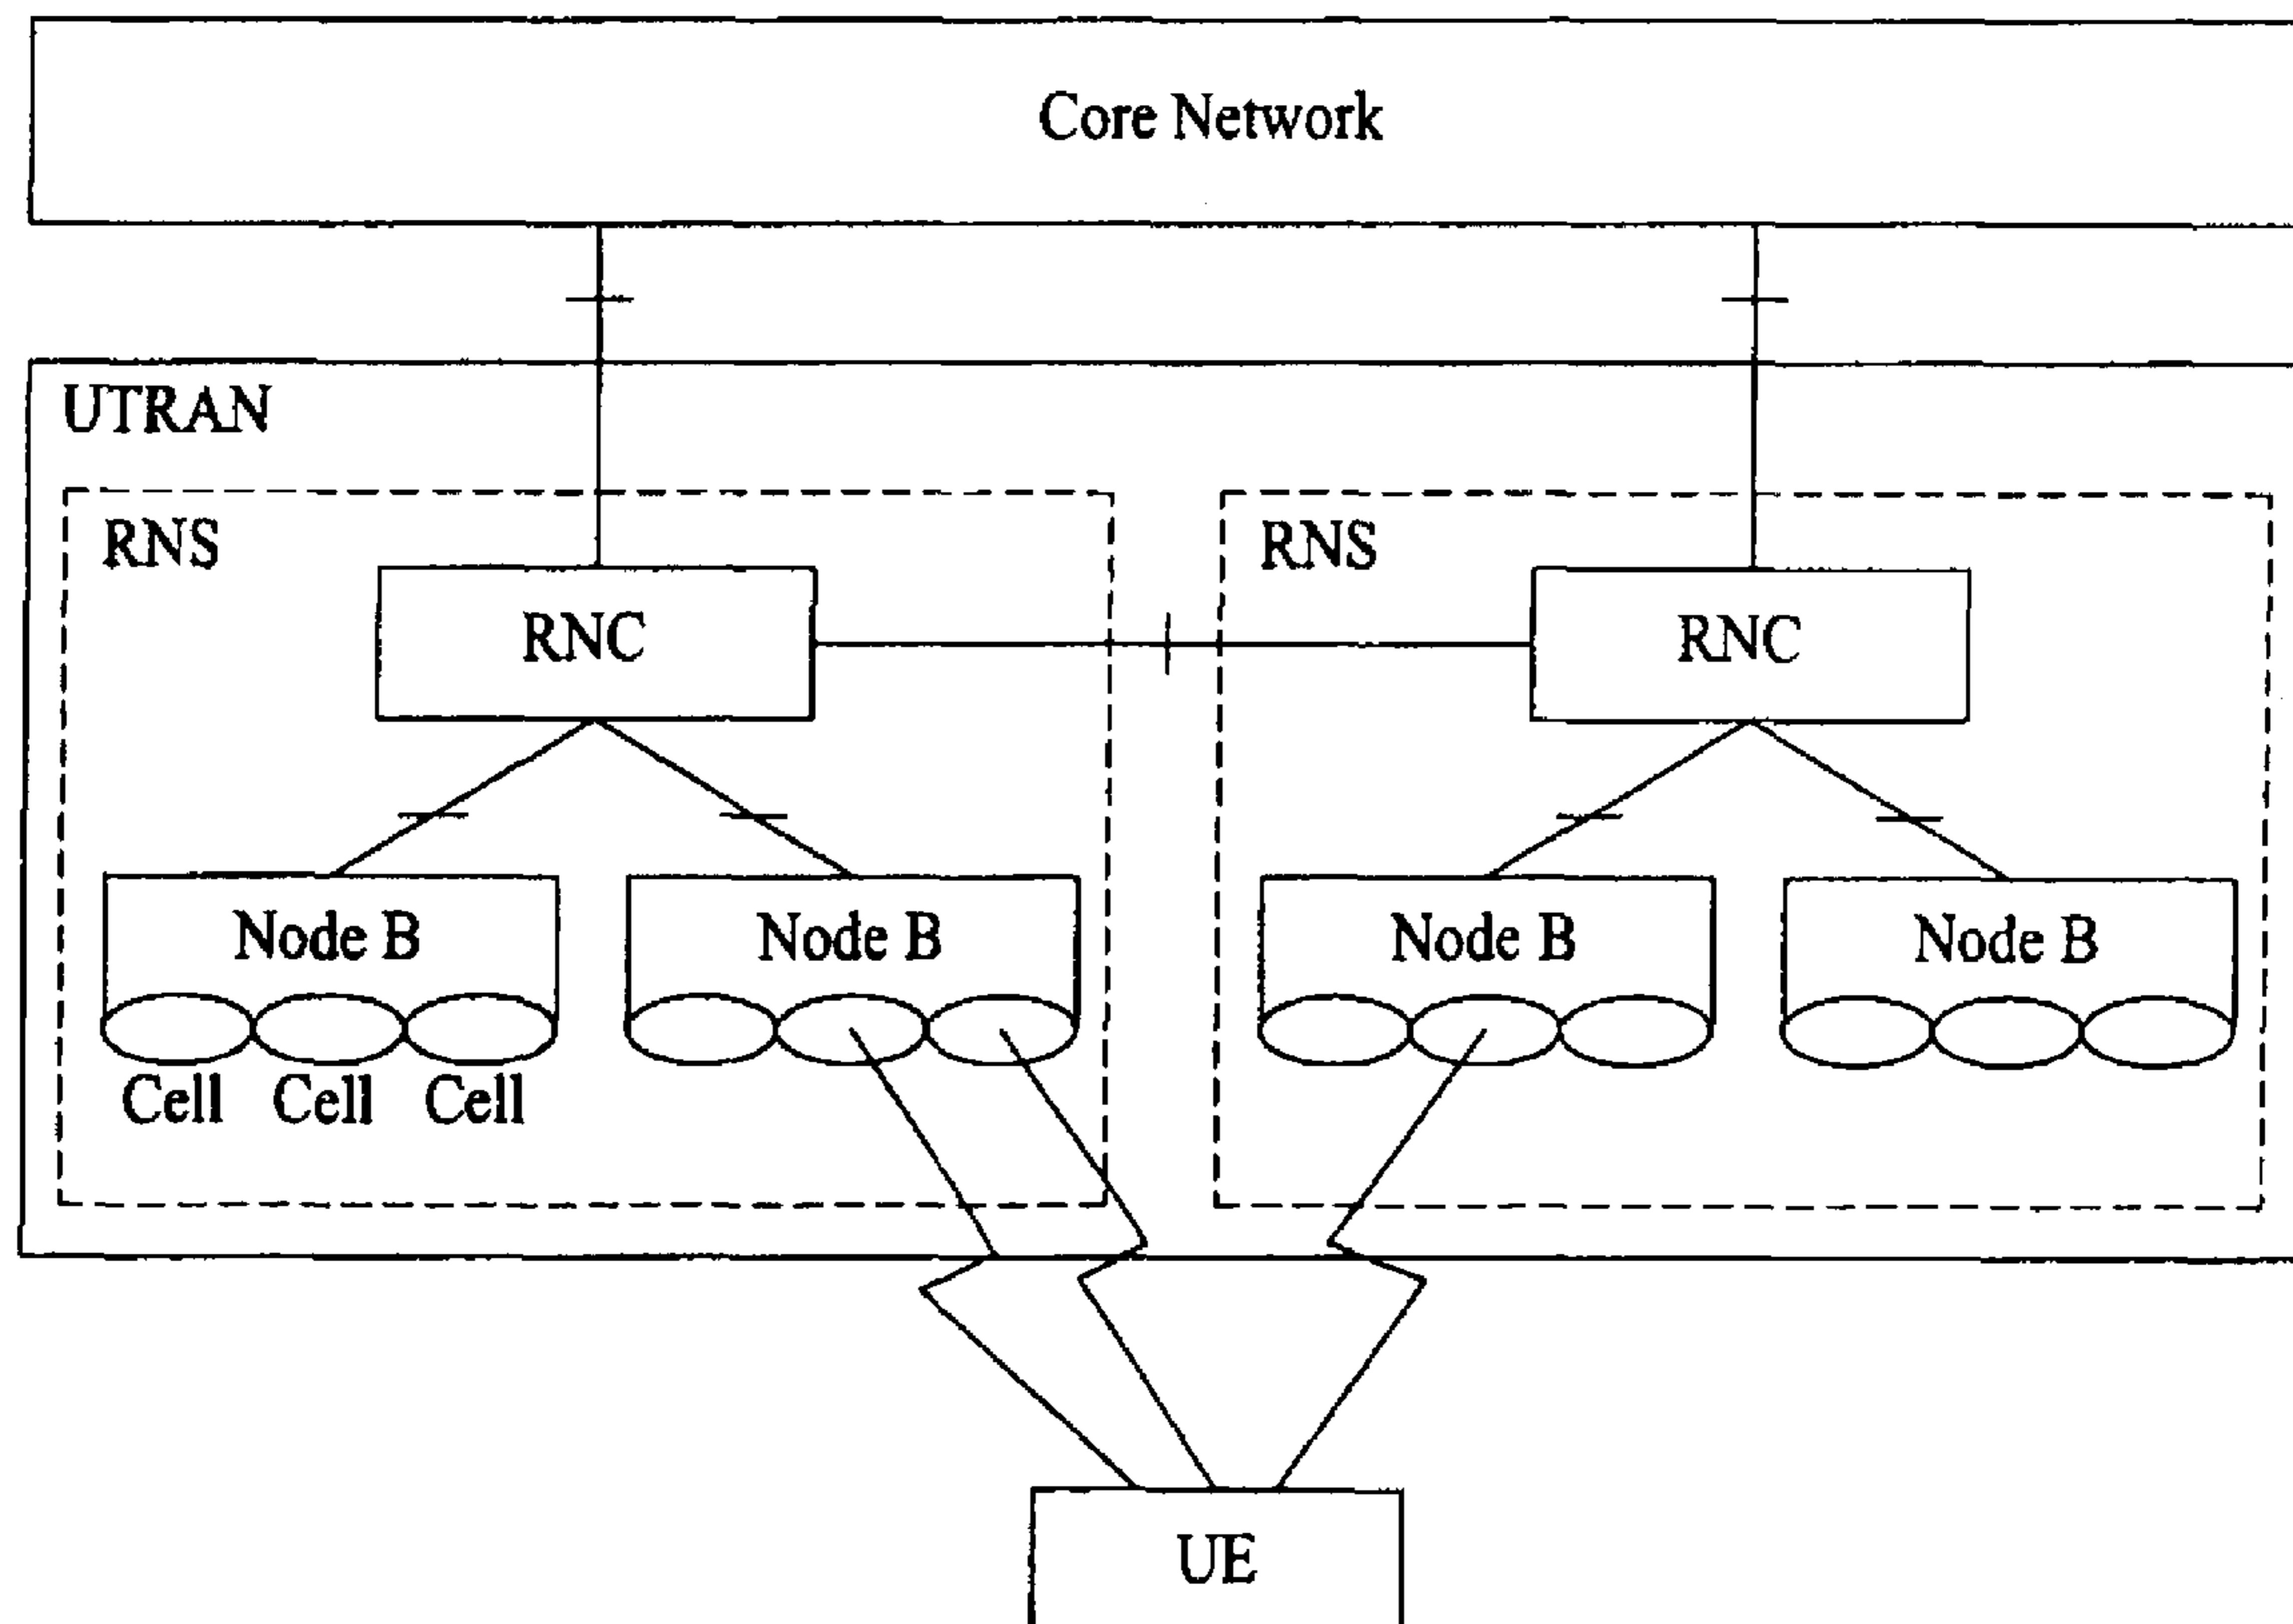 Core Network
UTRAN
RNS
RNS
RNC
RNC
Node B
Node B
Node B
Node B
Cell Cell Cell
UE